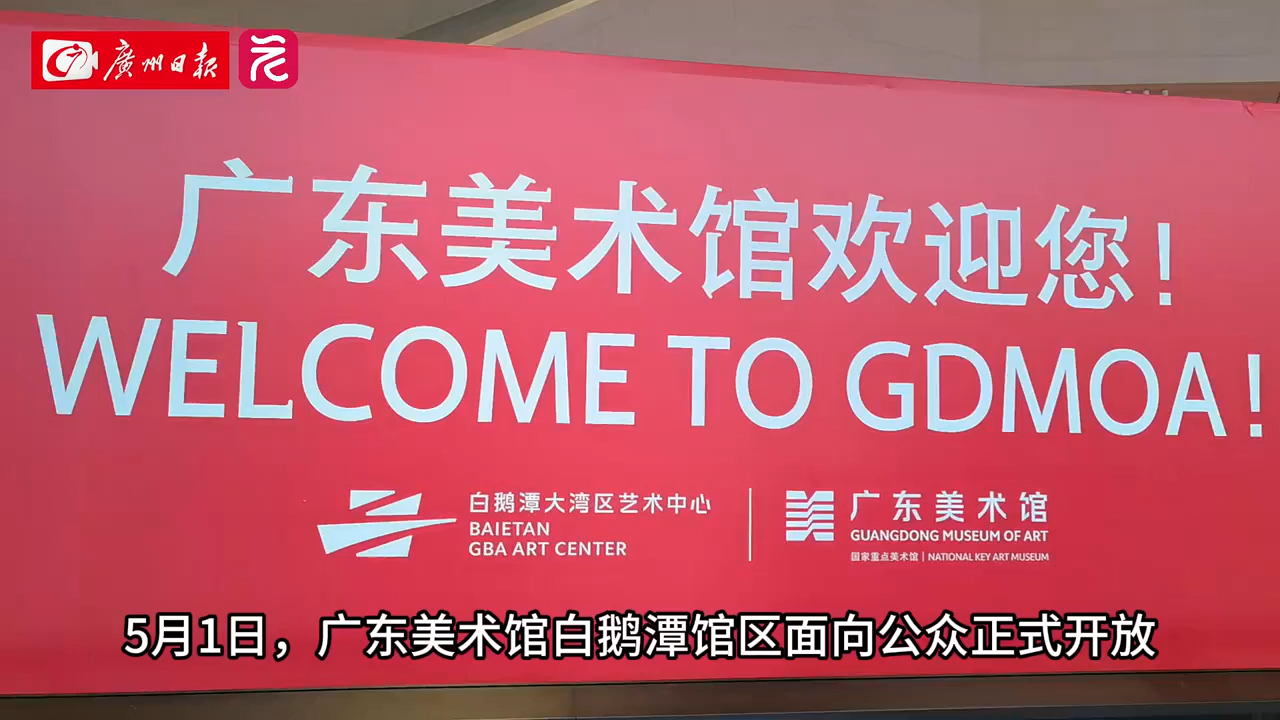 廣州日报
广东美术馆欢迎您！
WELCOME TO GDMOA！
白鹅潭大湾区艺术中心
BAIETAN
GBA ART CENTER
广东美术馆
GUANGDONG MUSEUM OF ART
国家重点美术馆 | NATIONAL KEY ART MUSEUM
5月1日，广东美术馆白鹅潭馆区面向公众正式开放